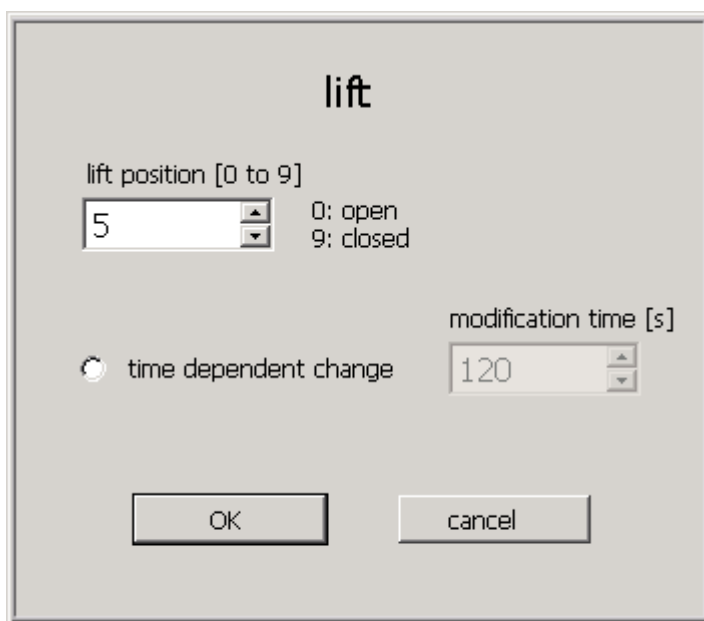 lift
lift position [0 to 9]
5
0: open
9: closed
modification time [s]
time dependent change
120
OK
cancel